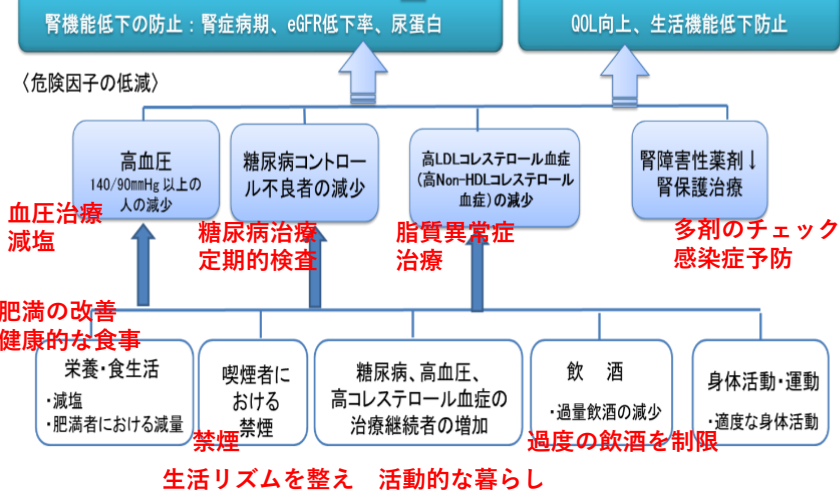 腎機能低下の防止：腎症病期、eGFR低下率、尿蛋白
QOL向上、生活機能低下防止
〈危険因子の低減〉
高血圧
140/90mmHg 以上の
人の減少
糖尿病コントロー
ル不良者の減少
高LDLコレステロール血症
（高Non-HDLコレステロール
血症）の減少
腎障害性薬剤↓
腎保護治療
血圧治療
減塩
糖尿病治療
定期的検査
脂質異常症
治療
多剤のチェック
感染症予防
肥満の改善
健康的な食事
栄養・食生活
・減塩
・肥満者における減量
喫煙者に
おける
禁煙
糖尿病、高血圧、
高コレステロール血症の
治療継続者の増加
飲　酒
・過量飲酒の減少
身体活動・運動
・適度な身体活動
禁煙
過度の飲酒を制限
生活リズムを整え　活動的な暮らし